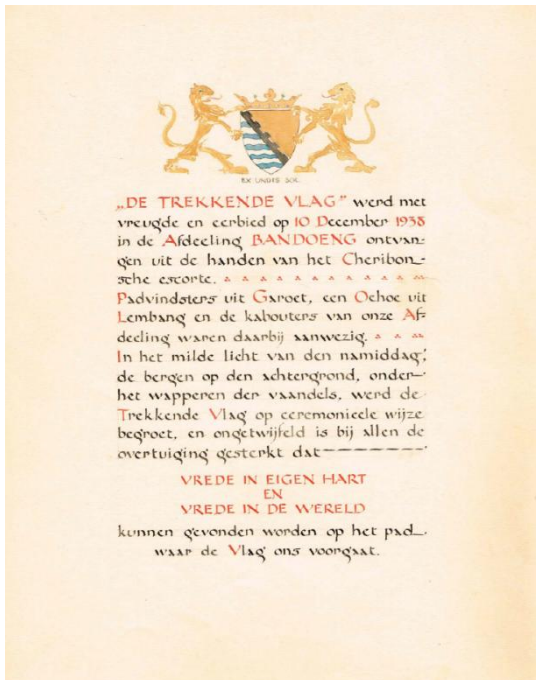 EX UNDIS SOL
„DE TREKKENDE VLAG” werd met
vreugde en eerbied op 10 December 1938
in de Afdeeling BANDOENG ontvan-
gen uit de handen van het Cheribon-
sche escorte.
Padvindsters uit Garoet, een Oehoe uit
Lembang en de kabouters van onze Af-
deeling waren daarbij aanwezig.
In het milde licht van den namiddag,
de bergen op den achtergrond, onder
het wapperen der vaandels, werd de
Trekkende Vlag op ceremonieele wijze
begroet, en ongetwijfeld is bij allen de
overtuiging gesterkt dat
VREDE IN EIGEN HART
EN
VREDE IN DE WERELD
kunnen gevonden worden op het pad
waar de Vlag ons voorgaat.